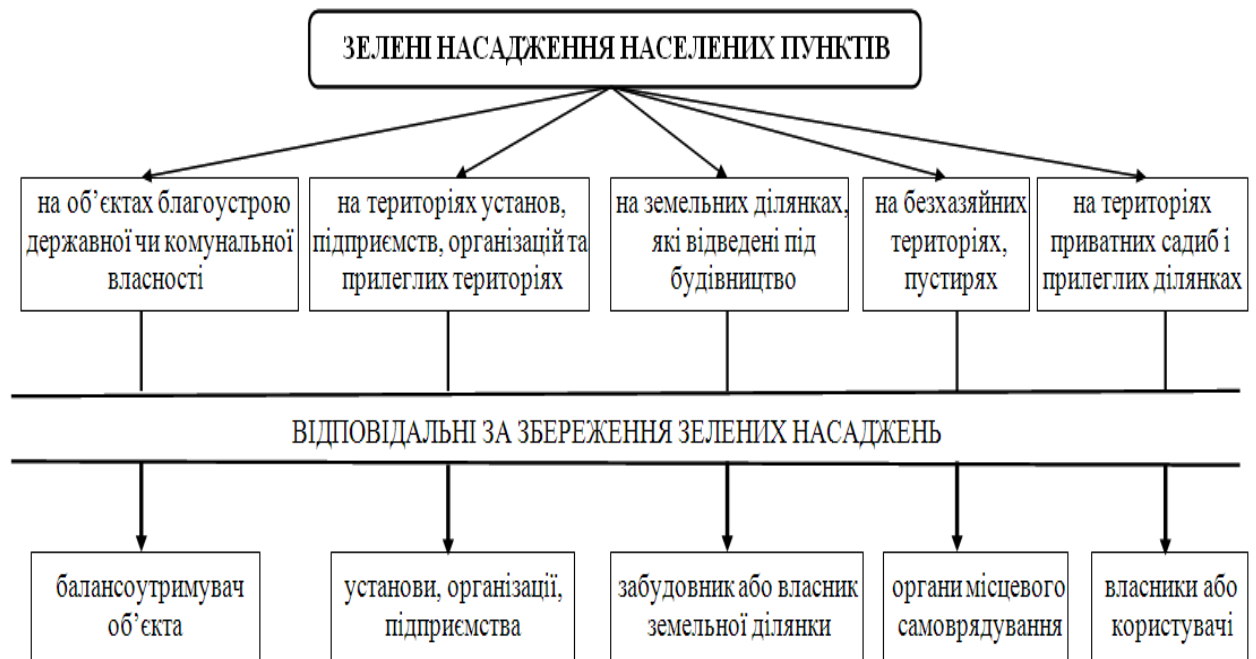 ЗЕЛЕНІ НАСАДЖЕННЯ НАСЕЛЕНИХ ПУНКТІВ
на об’єктах благоустрою
державної чи комунальної
власності
на територіях установ,
підприємств, організацій та
прилеглих територіях
на земельних ділянках,
які відведені під
будівництво
на безхазяйних
територіях,
пустирях
на територіях
приватних садиб і
прилеглих ділянках
ВІДПОВІДАЛЬНІ ЗА ЗБЕРЕЖЕННЯ ЗЕЛЕНИХ НАСАДЖЕНЬ
балансоутримувач
об’єкта
установи, організації,
підприємства
забудовник або власник
земельної ділянки
органи місцевого
самоврядування
власники або
користувачі